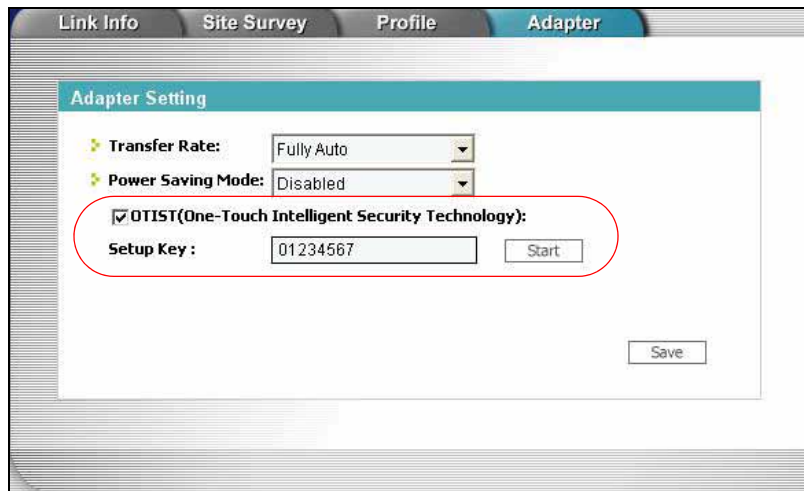 Link Info Site Survey Profile Adapter
Adapter Setting
Transfer Rate: Fully Auto
Power Saving Mode: Disabled
OTIST(One-Touch Intelligent Security Technology):
Setup Key : 01234567 Start
Save